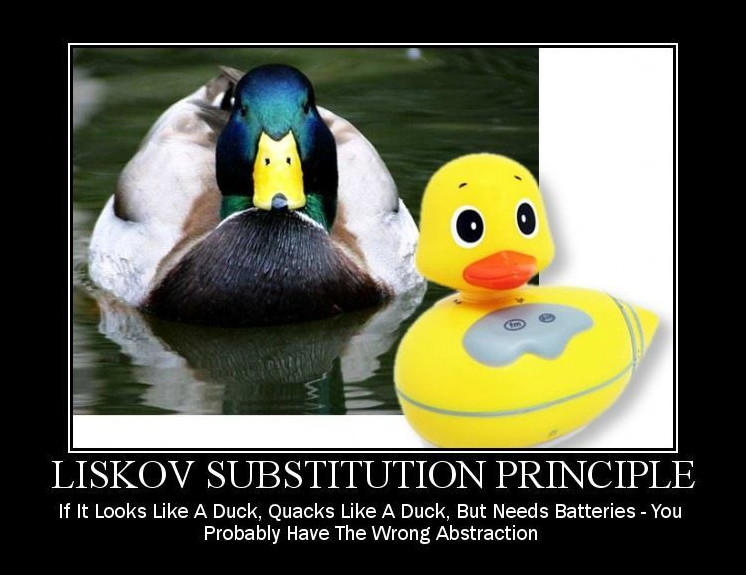 fm
LISKOV SUBSTITUTION PRINCIPLE
If It Looks Like A Duck, Quacks Like A Duck, But Needs Batteries - You
Probably Have The Wrong Abstraction